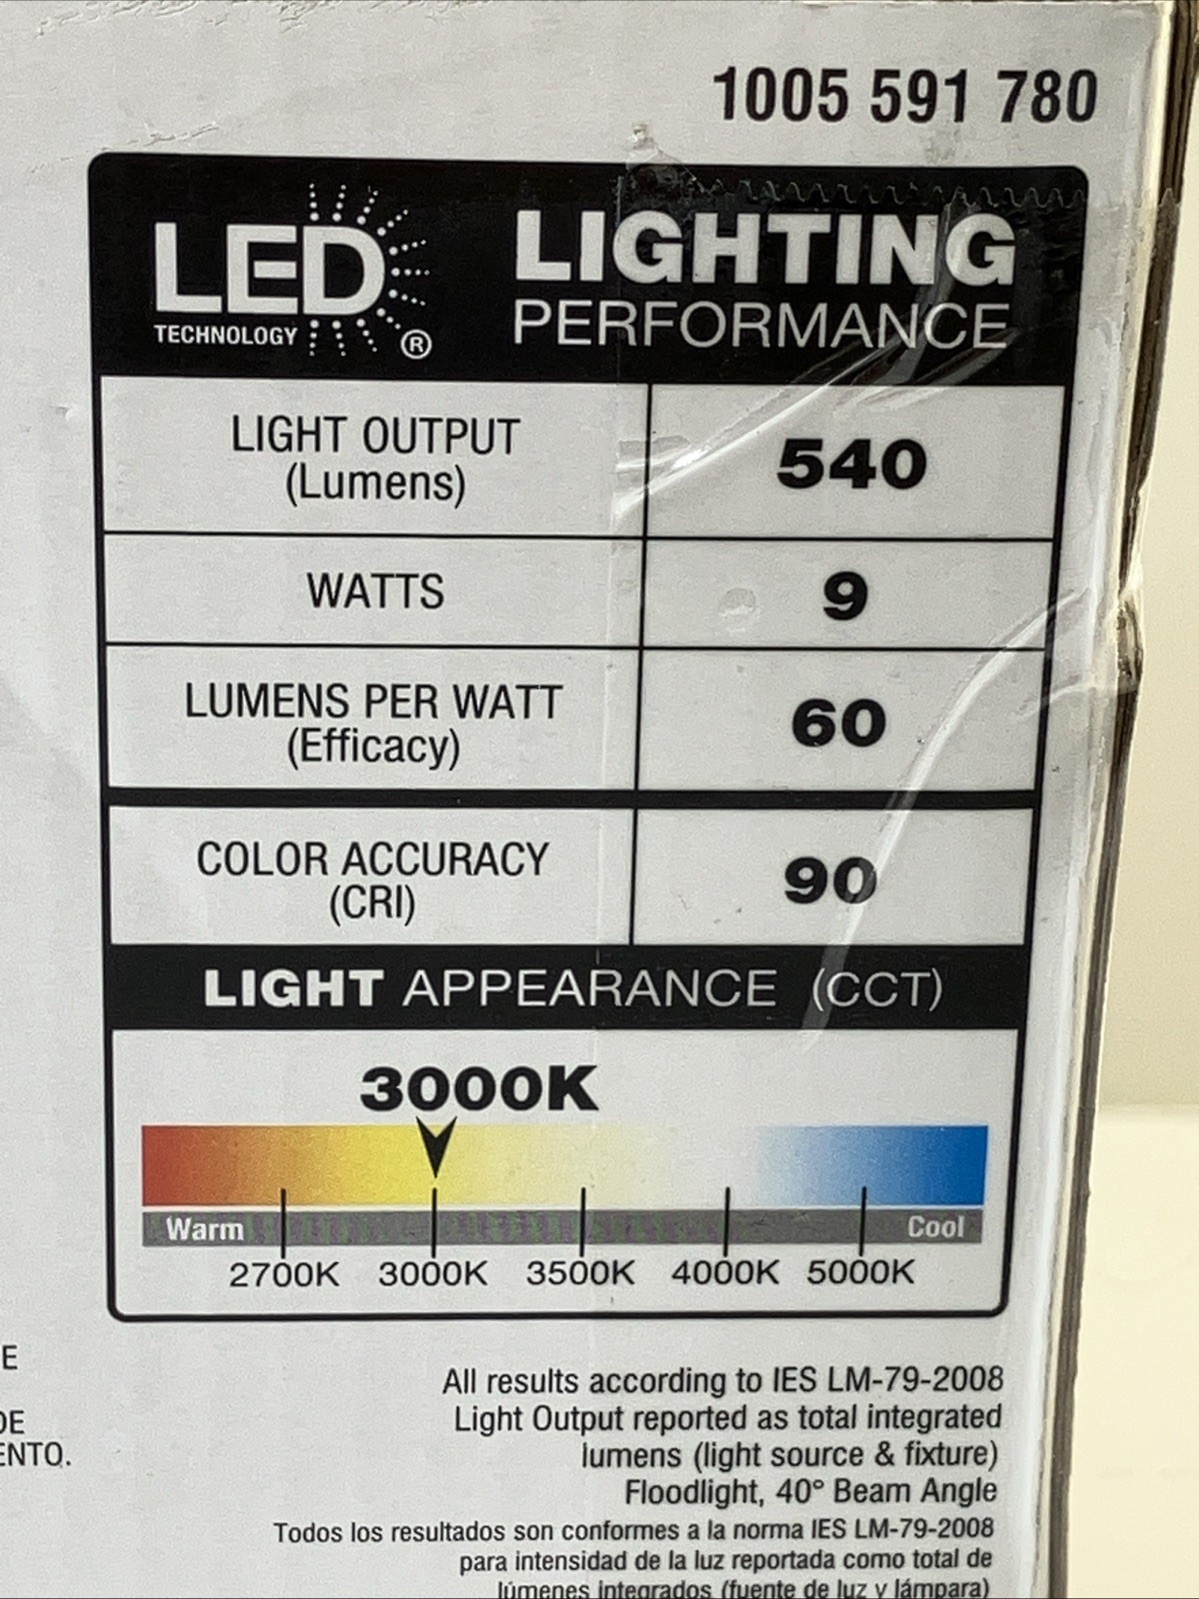 1005 591 780
LED
TECHNOLOGY ®
LIGHTING
PERFORMANCE
LIGHT OUTPUT
(Lumens)
540
WATTS
9
LUMENS PER WATT
(Efficacy)
60
COLOR ACCURACY
(CRI)
90
LIGHT APPEARANCE (CCT)
3000K
Warm
Cool
2700K 3000K 3500K 4000K 5000K
E
DE
ENTO.
All results according to IES LM-79-2008
Light Output reported as total integrated
lumens (light source & fixture)
Floodlight, 40° Beam Angle
Todos los resultados son conformes a la norma IES LM-79-2008
para intensidad de la luz reportada como total de
lúmenes integrados (fuente de luz y lámpara)